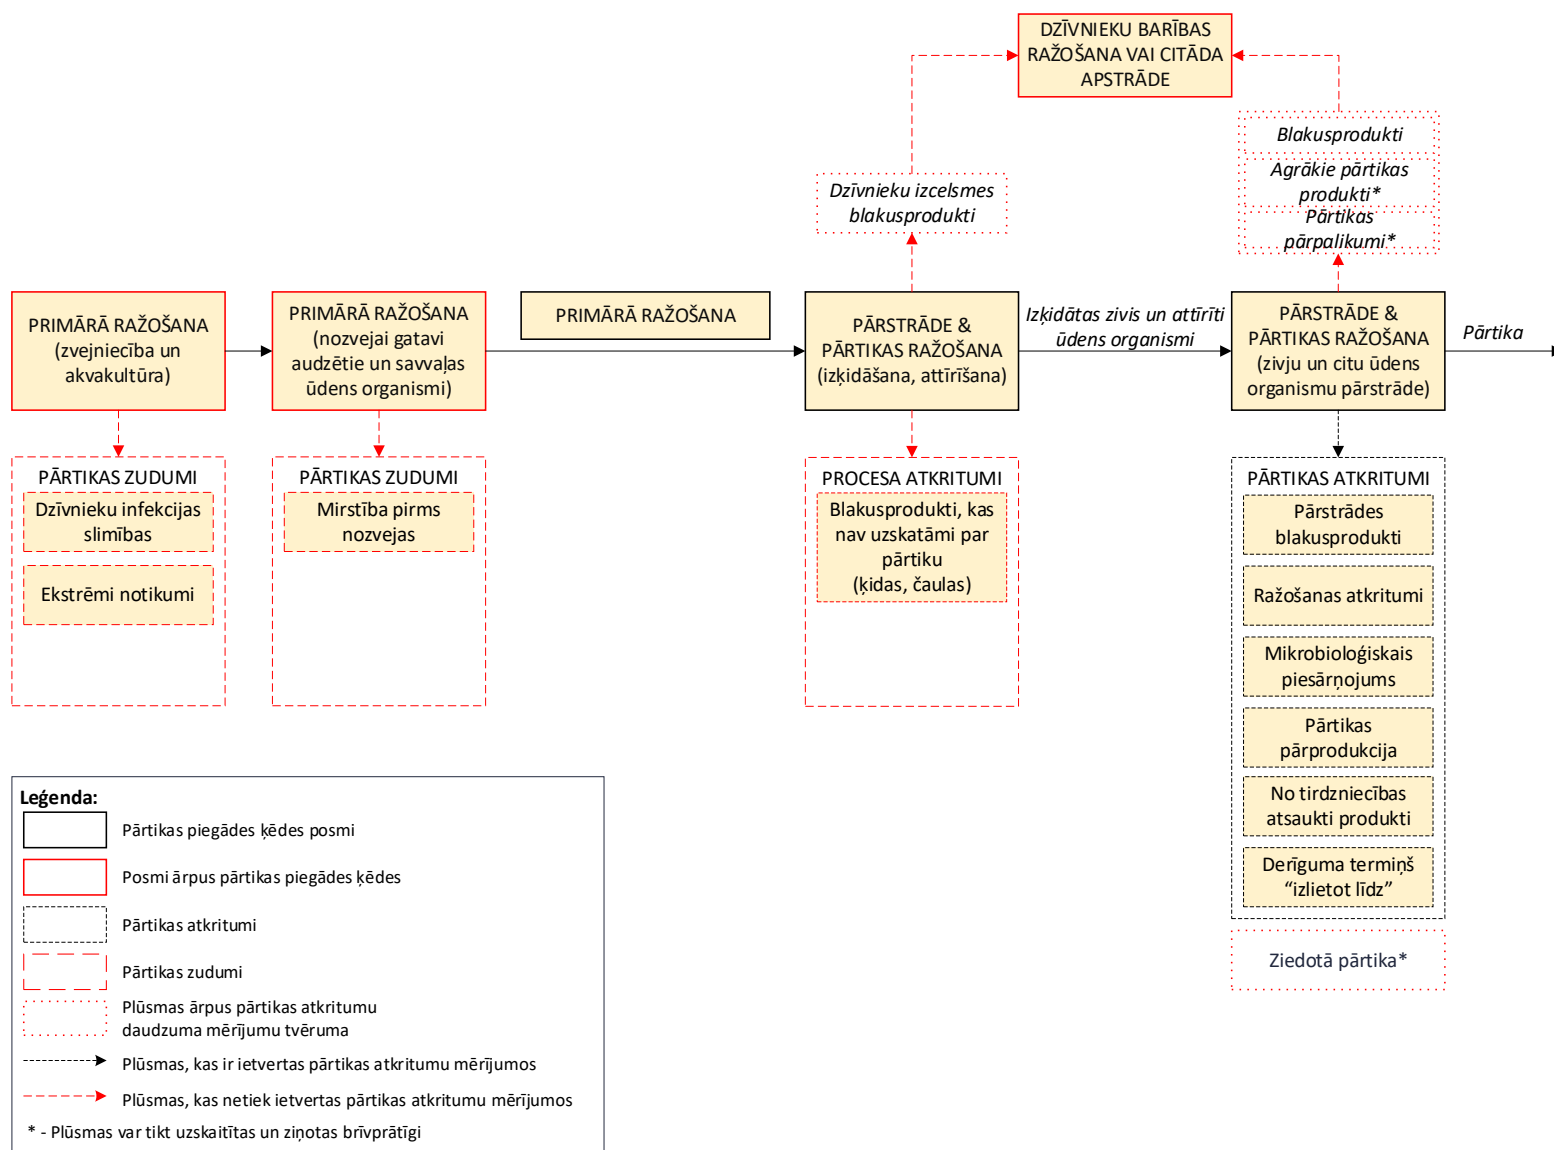 DZĪVNIEKU BARĪBAS
RAŽOŠANA VAI CITĀDA
APSTRĀDE
Dzīvnieku izcelsmes
blakusprodukti
Blakusprodukti
Agrākie pārtikas
produkti*
Pārtikas
pārpalikumi*
PRIMĀRĀ RAŽOŠANA
(zvejniecība un
akvakultūra)
PRIMĀRĀ RAŽOŠANA
(nozvejai gatavi
audzētie un savvaļas
ūdens organismi)
PRIMĀRĀ RAŽOŠANA
PĀRSTRĀDE &
PĀRTIKAS RAŽOŠANA
(izķidāšana, attīrīšana)
Izķidātas zivis un attīrīti
ūdens organismi
PĀRSTRĀDE &
PĀRTIKAS RAŽOŠANA
(zivju un citu ūdens
organismu pārstrāde)
Pārtika
PĀRTIKAS ZUDUMI
Dzīvnieku infekcijas
slimības
Ekstrēmi notikumi
PĀRTIKAS ZUDUMI
Mirstība pirms
nozvejas
PROCESA ATKRITUMI
Blakusprodukti, kas
nav uzskatāmi par
pārtiku
(ķidas, čaulas)
PĀRTIKAS ATKRITUMI
Pārstrādes
blakusprodukti
Ražošanas atkritumi
Mikrobioloģiskais
piesārņojums
Pārtikas
pārprodukcija
No tirdzniecības
atsaukti produkti
Derīguma termiņš
“izlietot līdz”
Ziedotā pārtika*
Leģenda:
Pārtikas piegādes ķēdes posmi
Posmi ārpus pārtikas piegādes ķēdes
Pārtikas atkritumi
Pārtikas zudumi
Plūsmas ārpus pārtikas atkritumu
daudzuma mērījumu tvēruma
Plūsmas, kas ir ietvertas pārtikas atkritumu mērījumos
Plūsmas, kas netiek ietvertas pārtikas atkritumu mērījumos
* - Plūsmas var tikt uzskaitītas un ziņotas brīvprātīgi